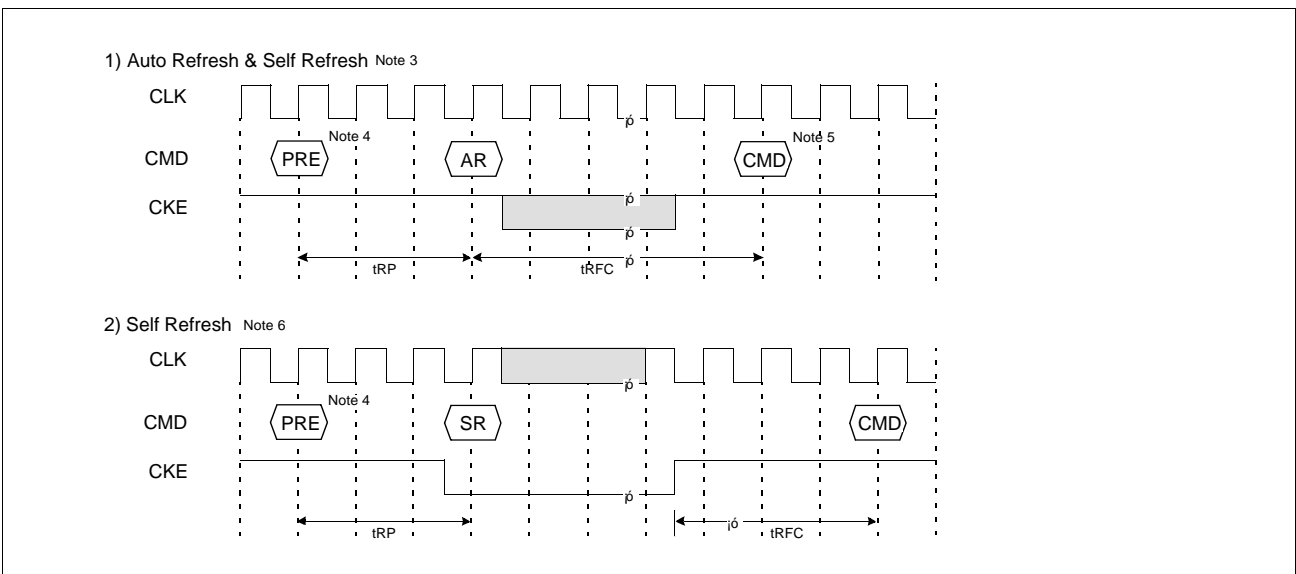 1) Auto Refresh & Self Refresh Note 3
CLK
¡ó
CMD
PRE
Note 4
AR
CMD
Note 5
CKE
¡ó
¡ó
tRP
tRFC
¡ó
2) Self Refresh Note 6
CLK
¡ó
CMD
PRE
Note 4
SR
CMD
CKE
¡ó
tRP
¡ó
tRFC